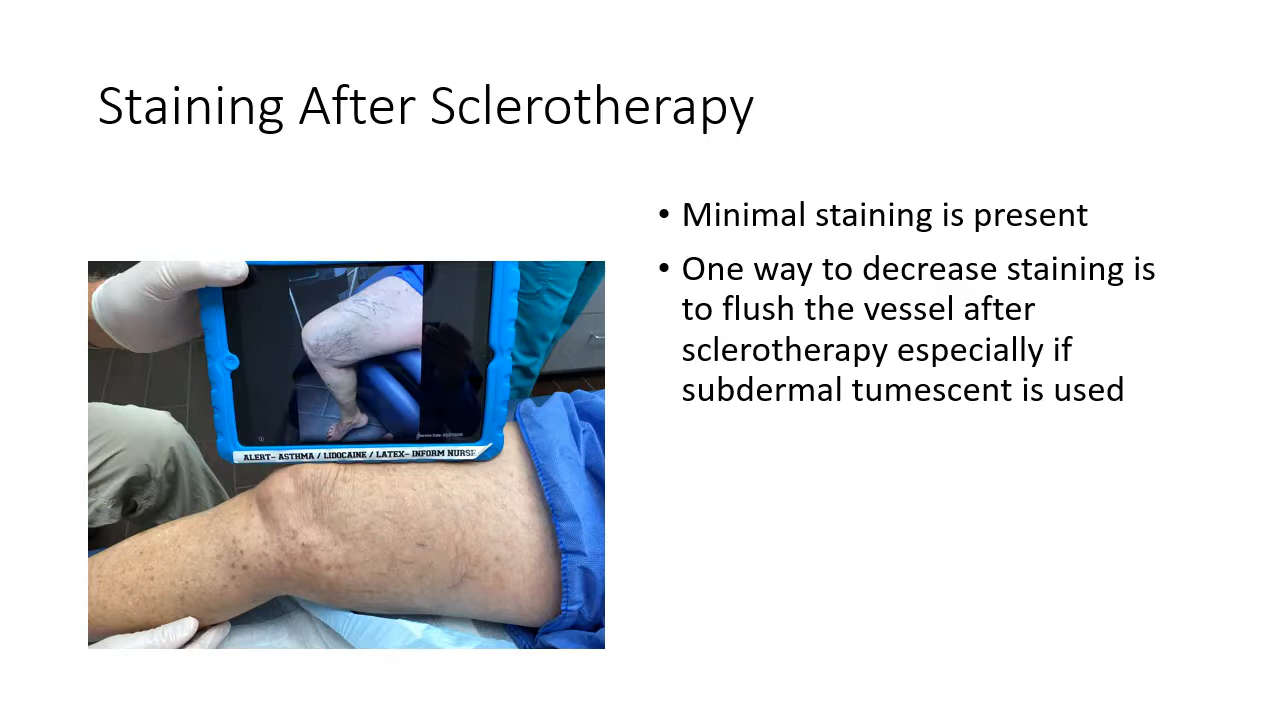 Staining After Sclerotherapy
• Minimal staining is present
• One way to decrease staining is
to flush the vessel after
sclerotherapy especially if
subdermal tumescent is used
ALERT- ASTHMA / LIDOCAINE / LATEX- INFORM NURSE